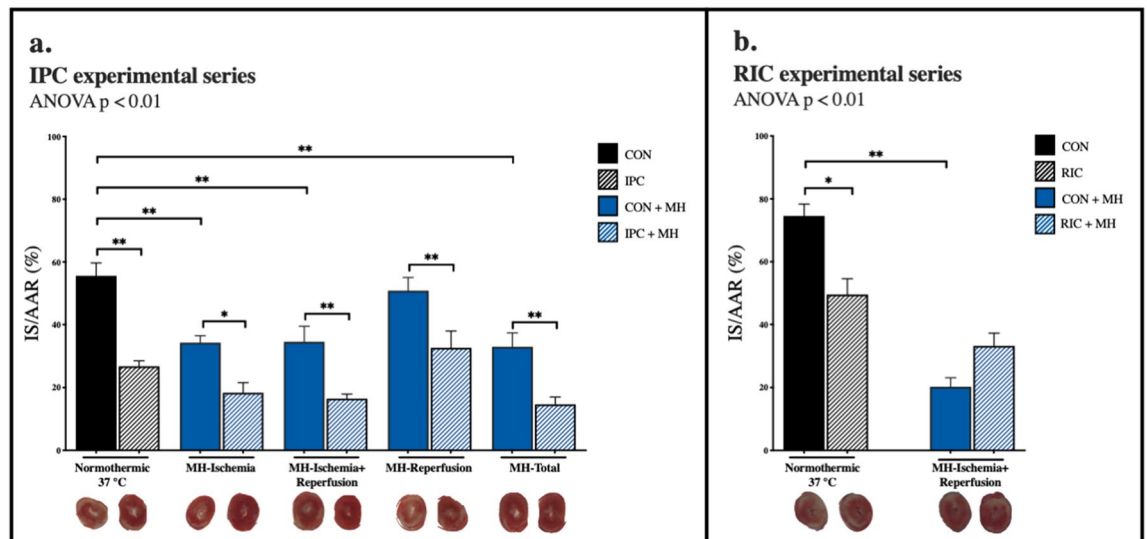 a.
IPC experimental series
ANOVA p < 0.01
IS/AAR (%)
100
80
60
40
20
0
**
**
**
**
*
**
**
**
CON
IPC
CON + MH
IPC + MH
Normothermic
37 °C
MH-Ischemia
MH-Ischemia+
Reperfusion
MH-Reperfusion
MH-Total
b.
RIC experimental series
ANOVA p < 0.01
IS/AAR (%)
100
80
60
40
20
0
**
*
CON
RIC
CON + MH
RIC + MH
Normothermic
37 °C
MH-Ischemia+
Reperfusion